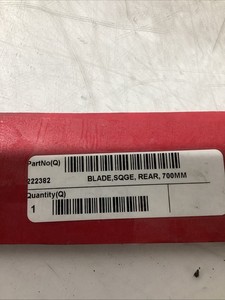 PartNo(Q)
222382 BLADE,SQGE, REAR, 700MM
Quantity(Q)
1